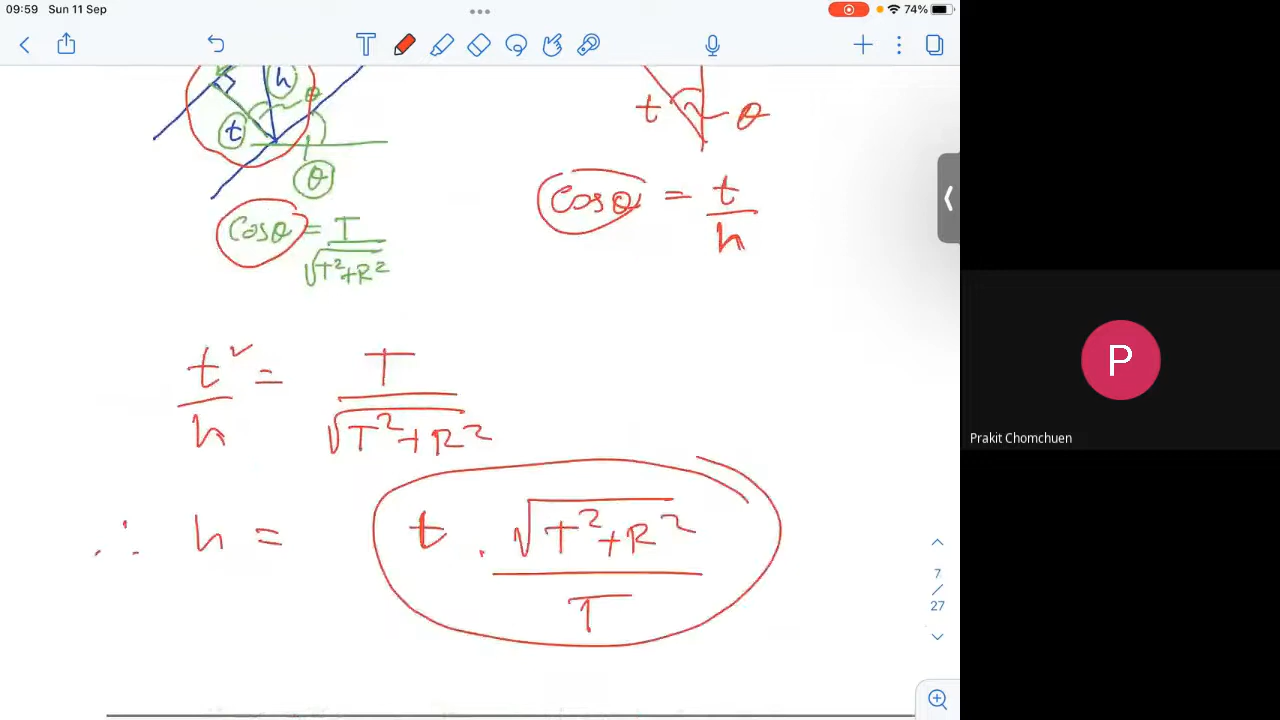 09:59 Sun 11 Sep
74%
T
h
θ
t
θ
cosθ = T / √T²+R²
t
θ
cosθ = t / h
t / h = T / √T²+R²
∴ h = t . √T²+R² / T
7 / 27
P
Prakit Chomchuen